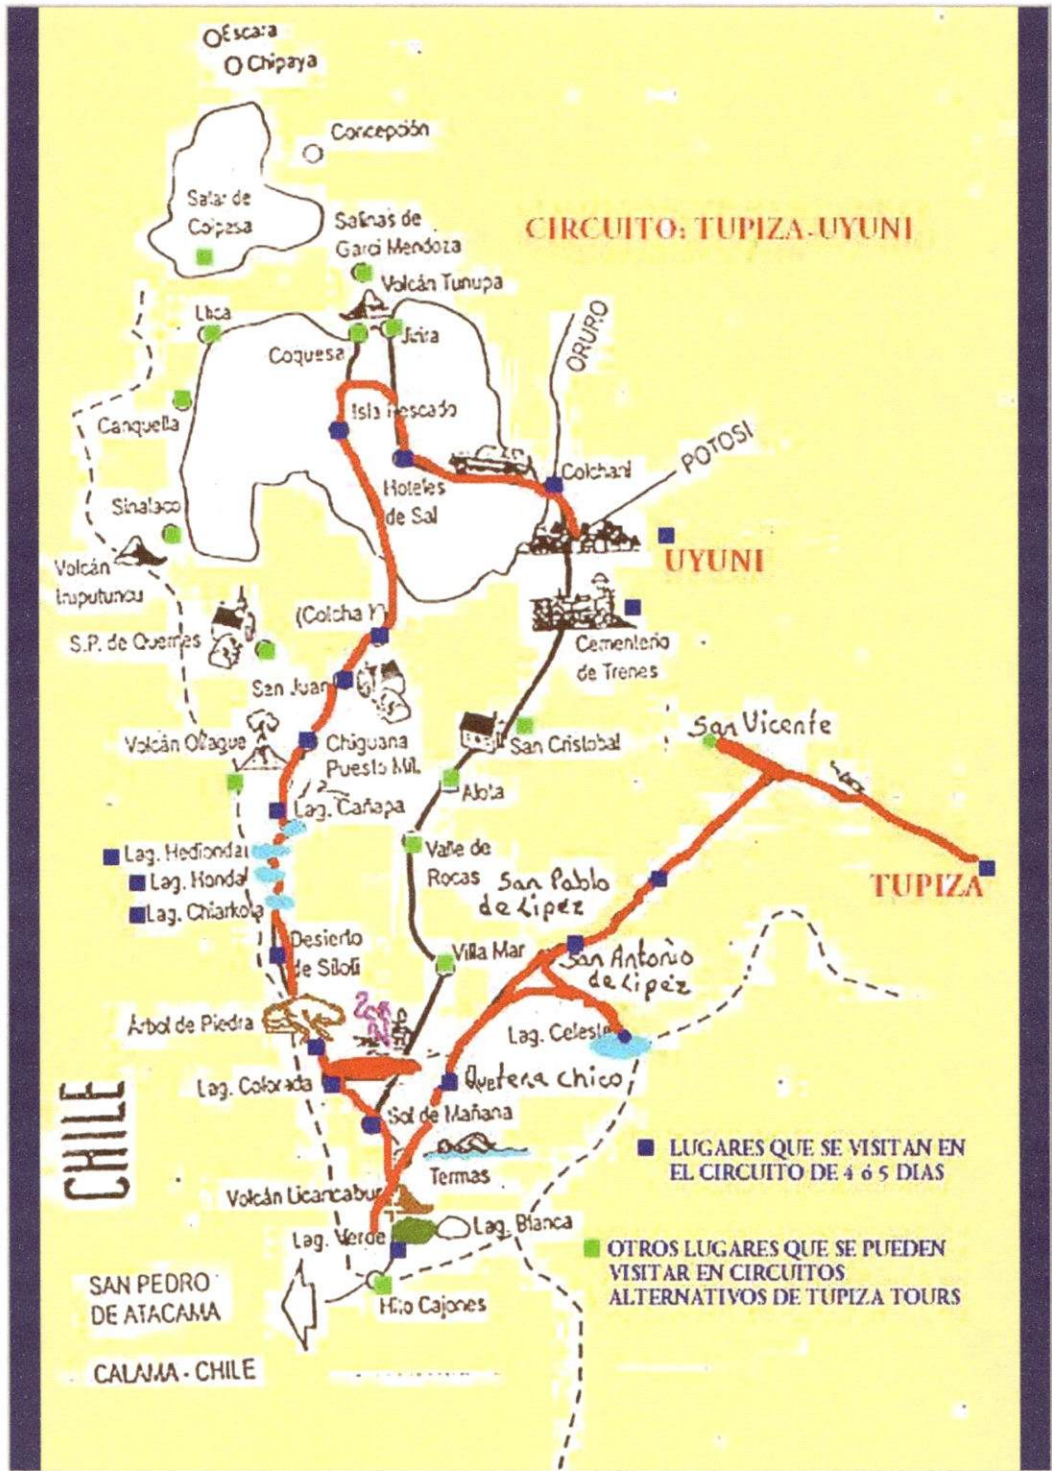 Escara
Chipaya
Concepción
Salar de
Coipasa
Salinas de
Garci Mendoza
CIRCUITO: TUPIZA-UYUNI
Volcán Tunupa
Llica
Coquesa
Jirira
ORURO
Canquella
Isla Pescado
POTOSI
Colchani
Hoteles
de Sal
Sinalaco
UYUNI
Volcán
Iruputuncu
(Colcha Y)
S.P. de Quemes
Cementerio
de Trenes
San Juan
San Vicente
Volcán Ollague
Chiguana
Puesto Mil.
San Cristobal
Alota
Lag. Cañapa
Lag. Hedionda
Valle de
Rocas
TUPIZA
Lag. Honda
San Pablo
de Lipez
Lag. Chiarkota
Desierto
de Siloli
Villa Mar
San Antonio
de Lipez
Árbol de Piedra
Lag. Celeste
Lag. Colorada
Quetena Chico
CHILE
Sol de Mañana
Termas
LUGARES QUE SE VISITAN EN
EL CIRCUITO DE 4 ó 5 DIAS
Volcán Licancabur
Lag. Verde
Lag. Blanca
OTROS LUGARES QUE SE PUEDEN
VISITAR EN CIRCUITOS
ALTERNATIVOS DE TUPIZA TOURS
SAN PEDRO
DE ATACAMA
Hito Cajones
CALAMA - CHILE